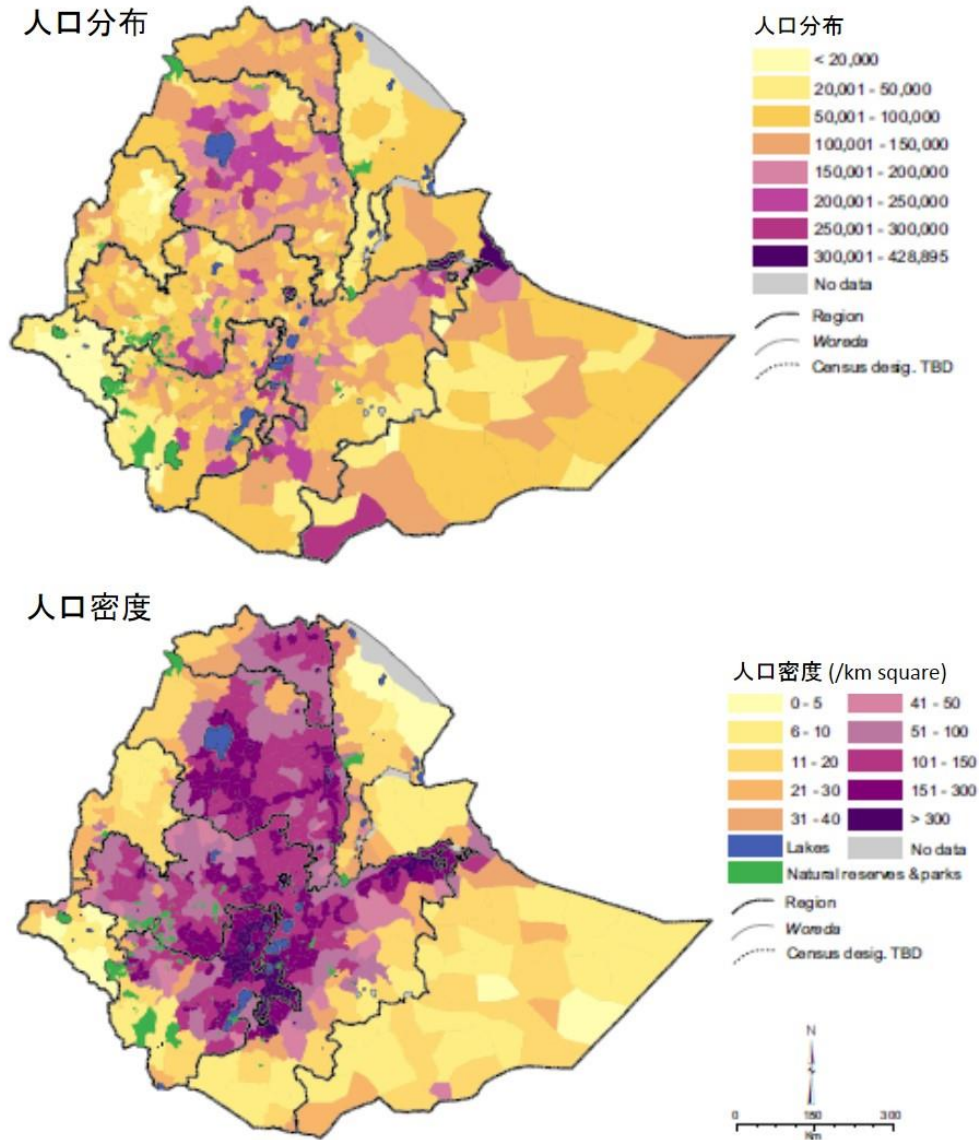 人口分布
人口分布
< 20,000
20,001 - 50,000
50,001 - 100,000
100,001 - 150,000
150,001 - 200,000
200,001 - 250,000
250,001 - 300,000
300,001 - 428,895
No data
Region
Woreda
Census desig. TBD
人口密度
人口密度 (/km square)
0 - 5
6 - 10
11 - 20
21 - 30
31 - 40
Lakes
Natural reserves & parks
41 - 50
51 - 100
101 - 150
151 - 300
> 300
No data
Region
Woreda
Census desig. TBD
N
0 150 300